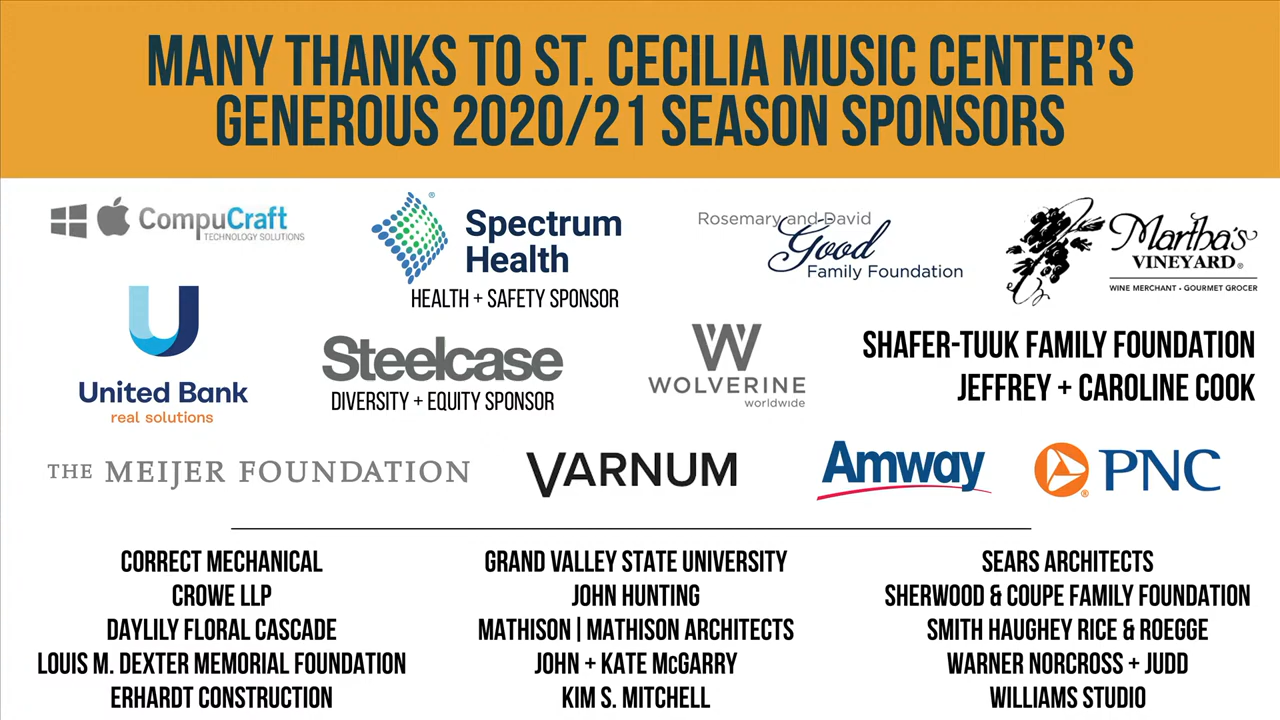 MANY THANKS TO ST. CECILIA MUSIC CENTER’S
GENEROUS 2020/21 SEASON SPONSORS
CompuCraft
TECHNOLOGY SOLUTIONS
Spectrum
Health
HEALTH + SAFETY SPONSOR
Rosemary and David
Good
Family Foundation
Martha's
VINEYARD®
WINE MERCHANT • GOURMET GROCER
United Bank
real solutions
Steelcase
DIVERSITY + EQUITY SPONSOR
WOLVERINE
worldwide
SHAFER-TUUK FAMILY FOUNDATION
JEFFREY + CAROLINE COOK
THE MEIJER FOUNDATION
VARNUM
Amway
PNC
CORRECT MECHANICAL
CROWE LLP
DAYLILY FLORAL CASCADE
LOUIS M. DEXTER MEMORIAL FOUNDATION
ERHARDT CONSTRUCTION
GRAND VALLEY STATE UNIVERSITY
JOHN HUNTING
MATHISON | MATHISON ARCHITECTS
JOHN + KATE McGARRY
KIM S. MITCHELL
SEARS ARCHITECTS
SHERWOOD & COUPE FAMILY FOUNDATION
SMITH HAUGHEY RICE & ROEGGE
WARNER NORCROSS + JUDD
WILLIAMS STUDIO